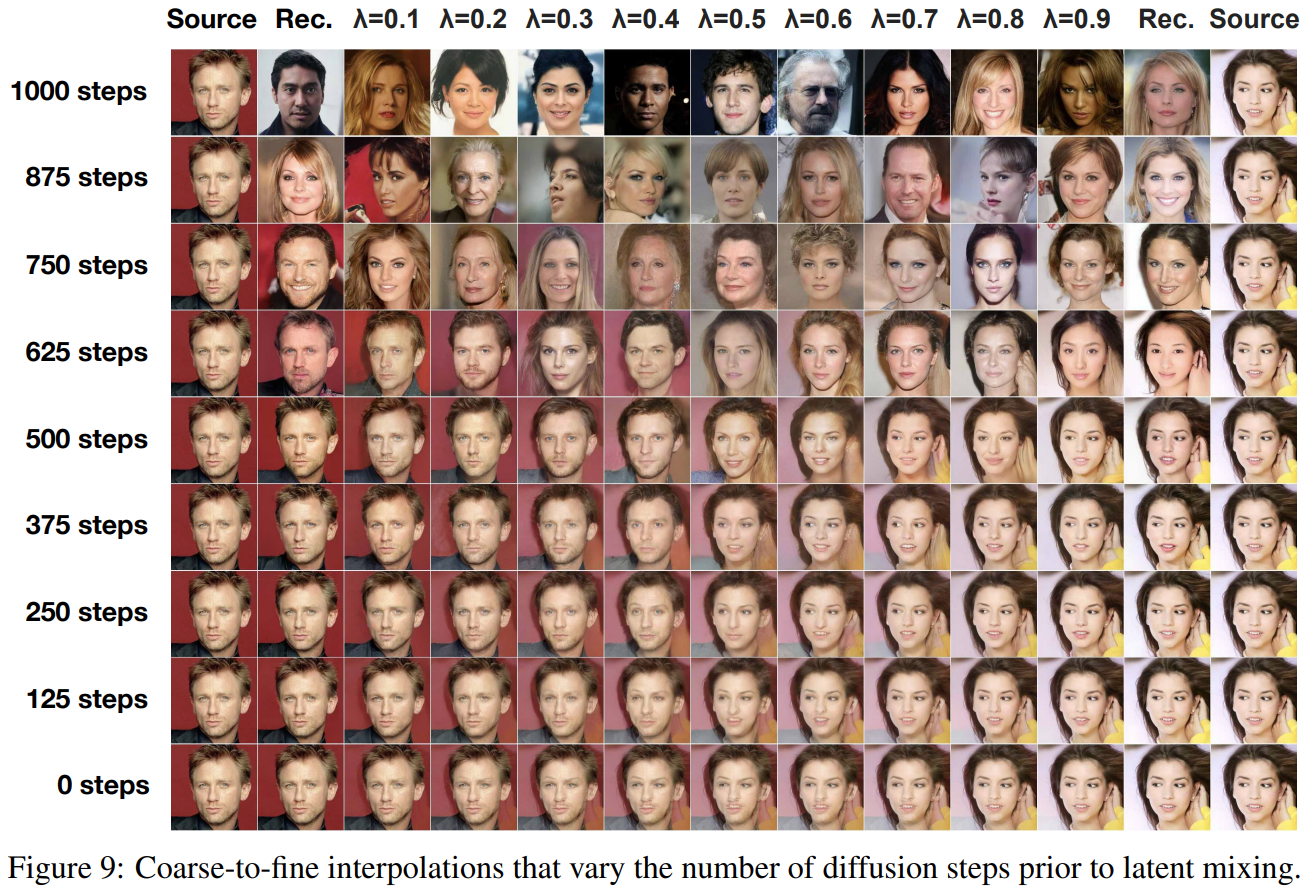 Source Rec. λ=0.1 λ=0.2 λ=0.3 λ=0.4 λ=0.5 λ=0.6 λ=0.7 λ=0.8 λ=0.9 Rec. Source
1000 steps
875 steps
750 steps
625 steps
500 steps
375 steps
250 steps
125 steps
0 steps
Figure 9: Coarse-to-fine interpolations that vary the number of diffusion steps prior to latent mixing.